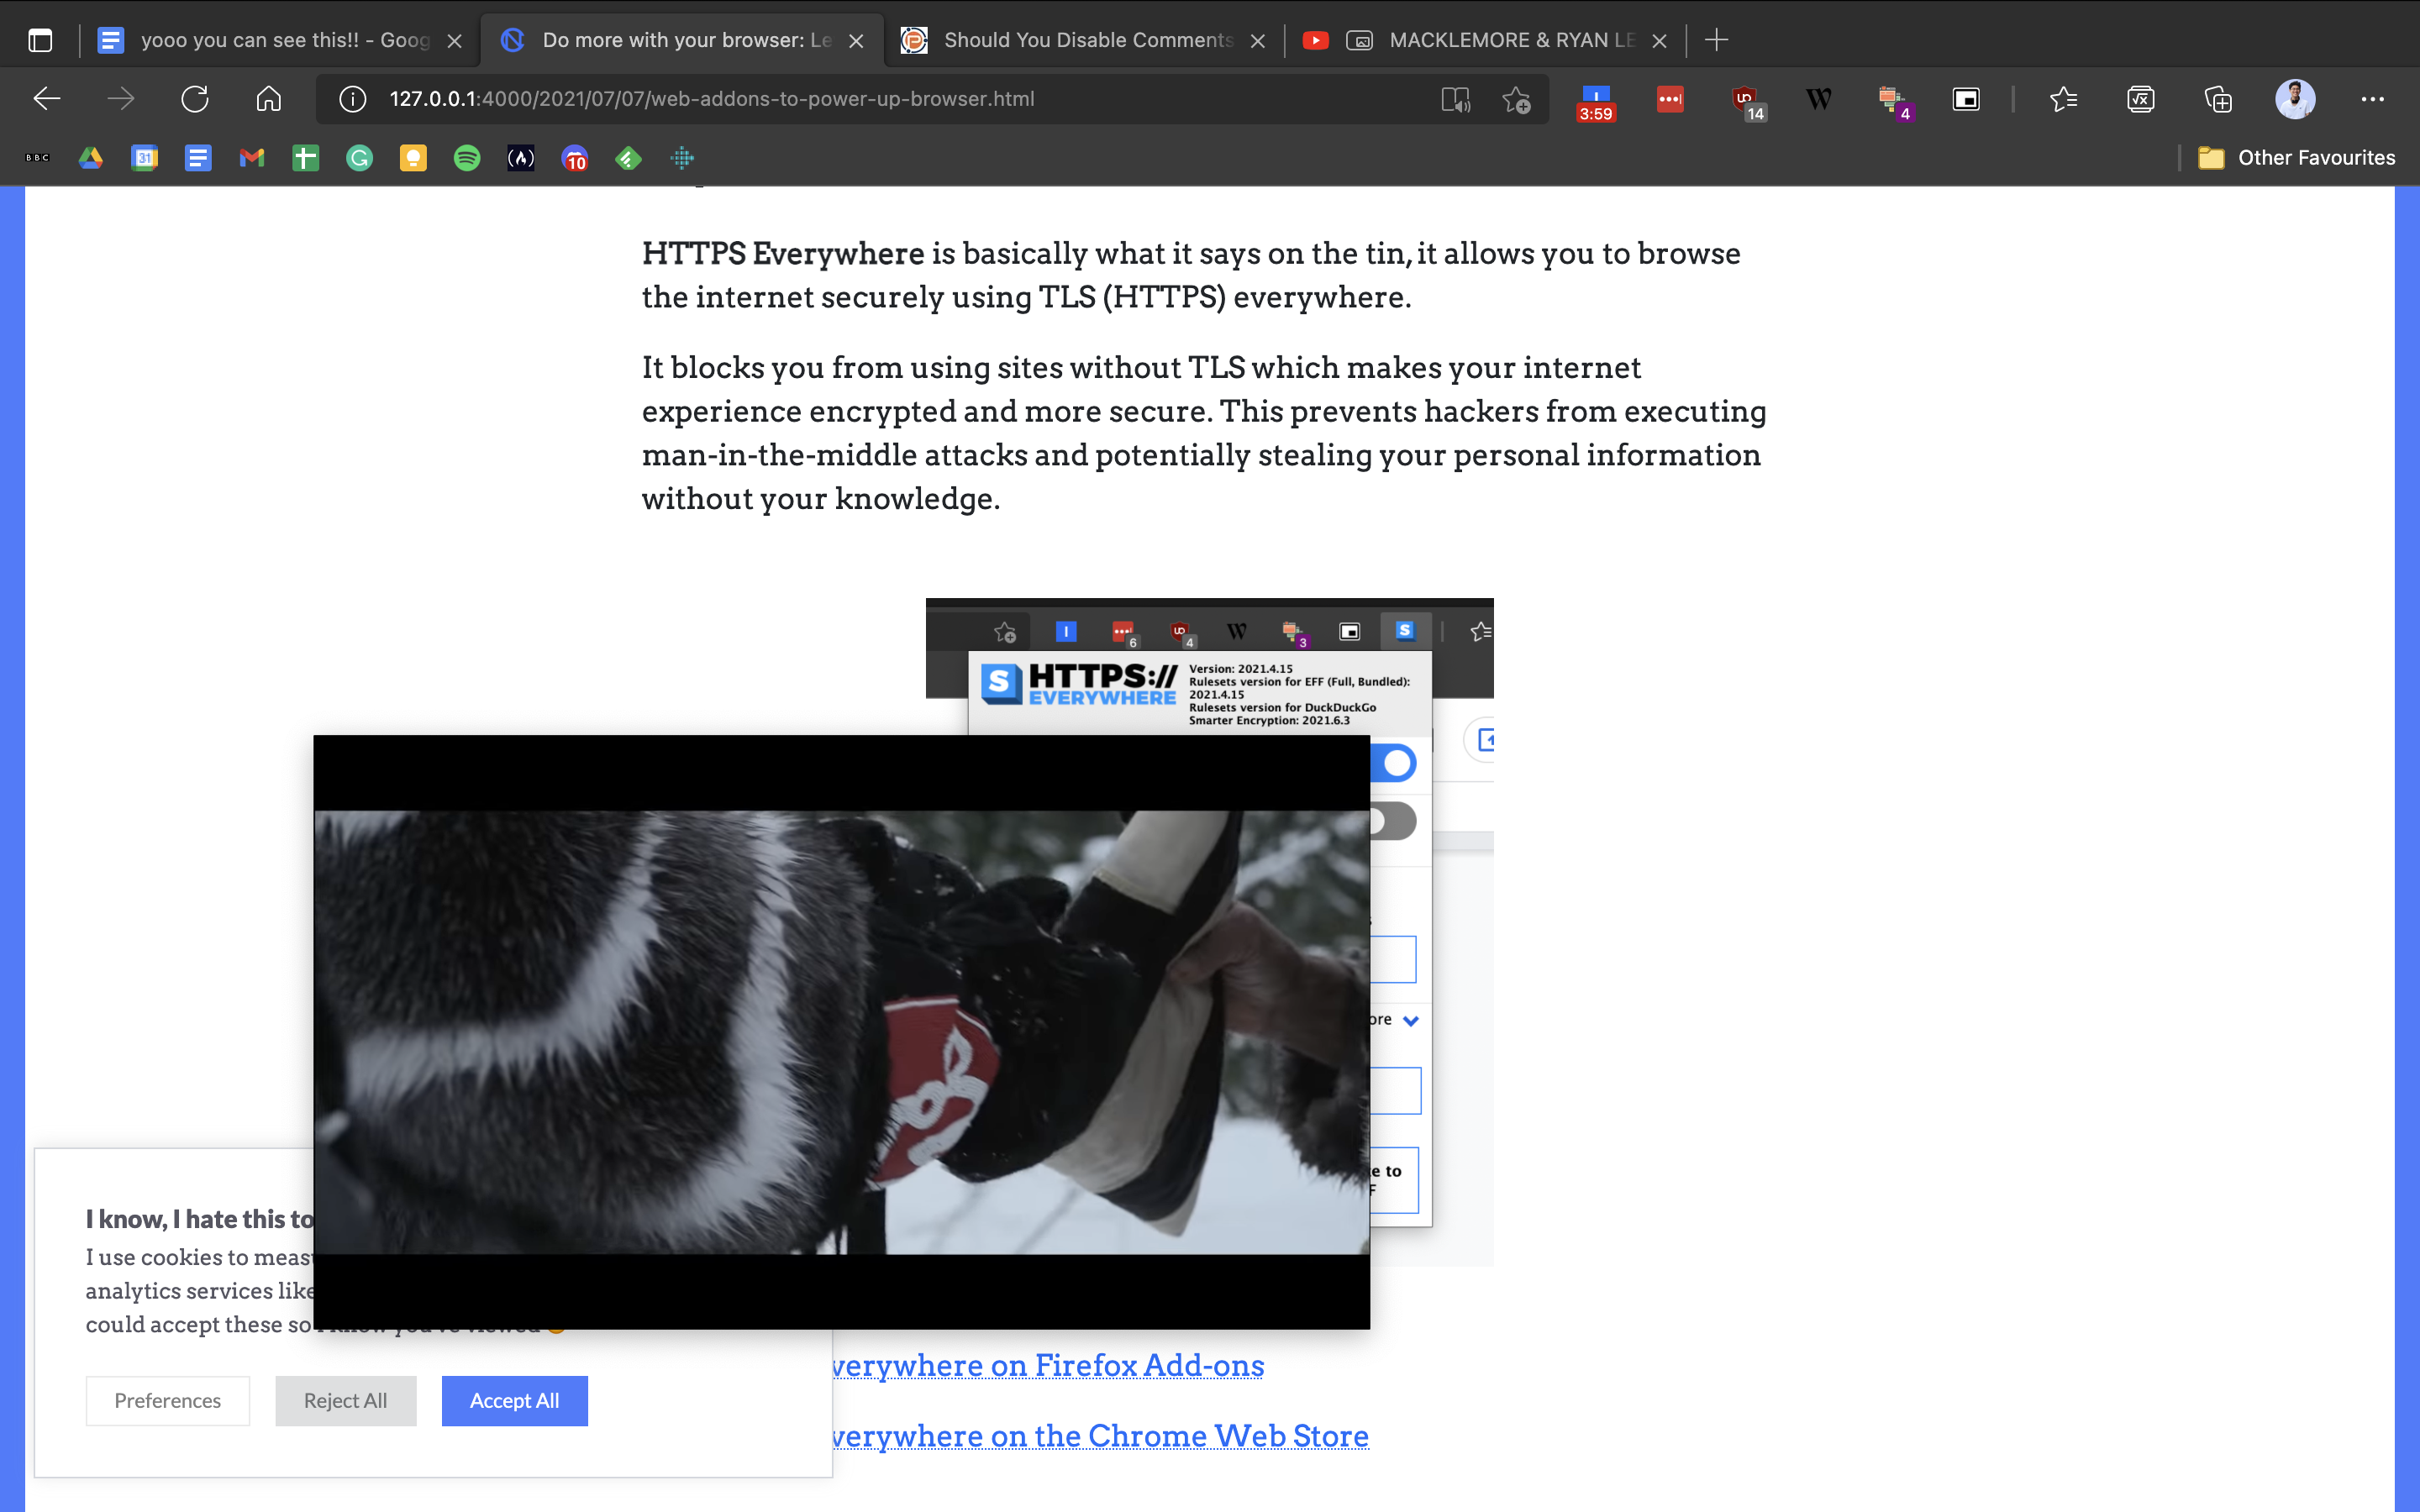 yooo you can see this!! - Goog
Do more with your browser: Le
Should You Disable Comments
MACKLEMORE & RYAN LE
127.0.0.1:4000/2021/07/07/web-addons-to-power-up-browser.html
3:59
14
W
4
BBC
31
10
Other Favourites
HTTPS Everywhere is basically what it says on the tin, it allows you to browse
the internet securely using TLS (HTTPS) everywhere.
It blocks you from using sites without TLS which makes your internet
experience encrypted and more secure. This prevents hackers from executing
man-in-the-middle attacks and potentially stealing your personal information
without your knowledge.
6
4
W
3
S
S HTTPS://
EVERYWHERE
Version: 2021.4.15
Rulesets version for EFF (Full, Bundled):
2021.4.15
Rulesets version for DuckDuckGo
Smarter Encryption: 2021.6.3
ore
e to
F
I know, I hate this to
I use cookies to meas
analytics services like
could accept these so I know you've viewed
Preferences
Reject All
Accept All
verywhere on Firefox Add-ons
verywhere on the Chrome Web Store